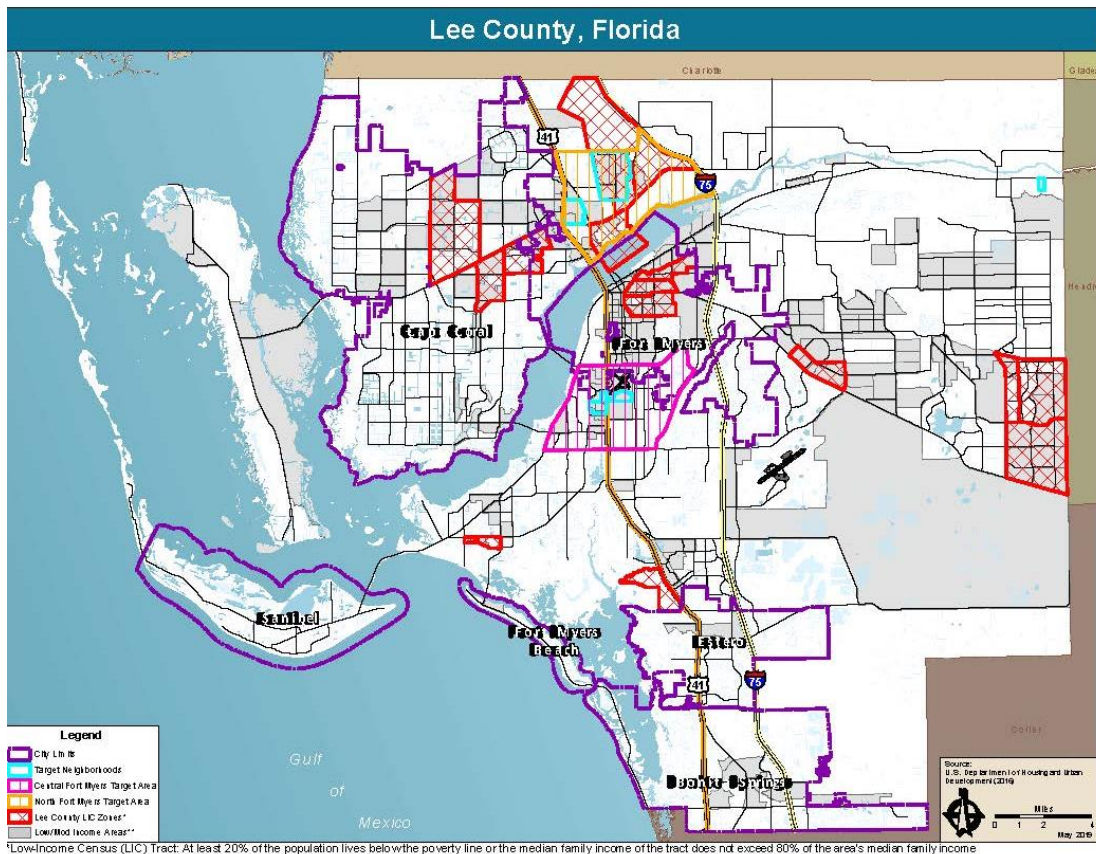 Lee County, Florida
Charlotte
Glades
41
75
Cape Coral
Fort Myers
Sanibel
Fort Myers
Beach
Estero
41
75
Bonita Springs
Collier
Gulf
of
Mexico
Legend
City Limits
Target Neighborhoods
Central Fort Myers Target Area
North Fort Myers Target Area
Lee County LIC Zones*
Low/Mod Income Areas**
Source:
U.S. Department of Housing and Urban
Development (2016)
Miles
0 1 2 4
May 2019
*Low-Income Census (LIC) Tract: At least 20% of the population lives below the poverty line or the median family income of the tract does not exceed 80% of the area's median family income